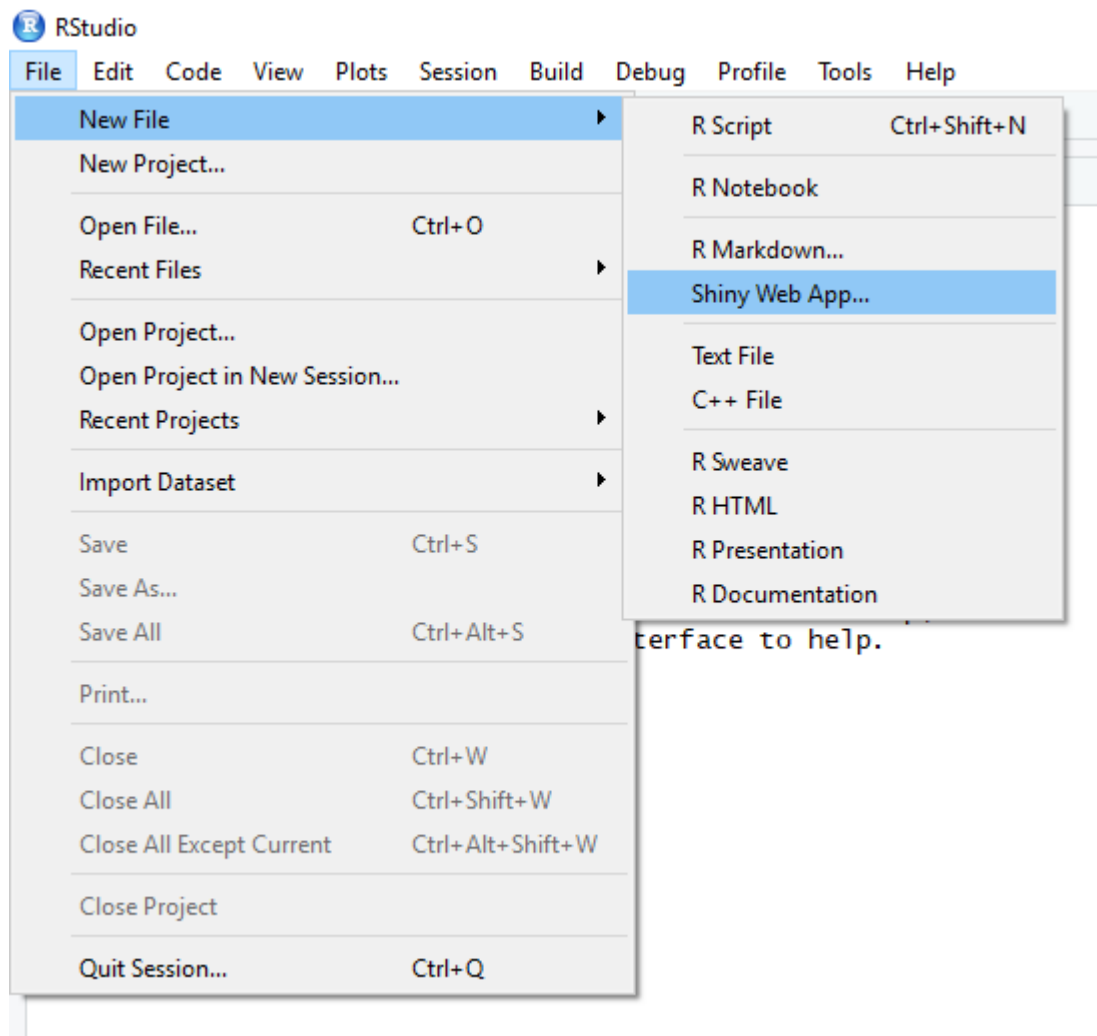 RStudio
File Edit Code View Plots Session Build Debug Profile Tools Help
New File
New Project...
Open File... Ctrl+O
Recent Files
Open Project...
Open Project in New Session...
Recent Projects
Import Dataset
Save Ctrl+S
Save As...
Save All Ctrl+Alt+S
Print...
Close Ctrl+W
Close All Ctrl+Shift+W
Close All Except Current Ctrl+Alt+Shift+W
Close Project
Quit Session... Ctrl+Q
R Script Ctrl+Shift+N
R Notebook
R Markdown...
Shiny Web App...
Text File
C++ File
R Sweave
R HTML
R Presentation
R Documentation
terface to help.